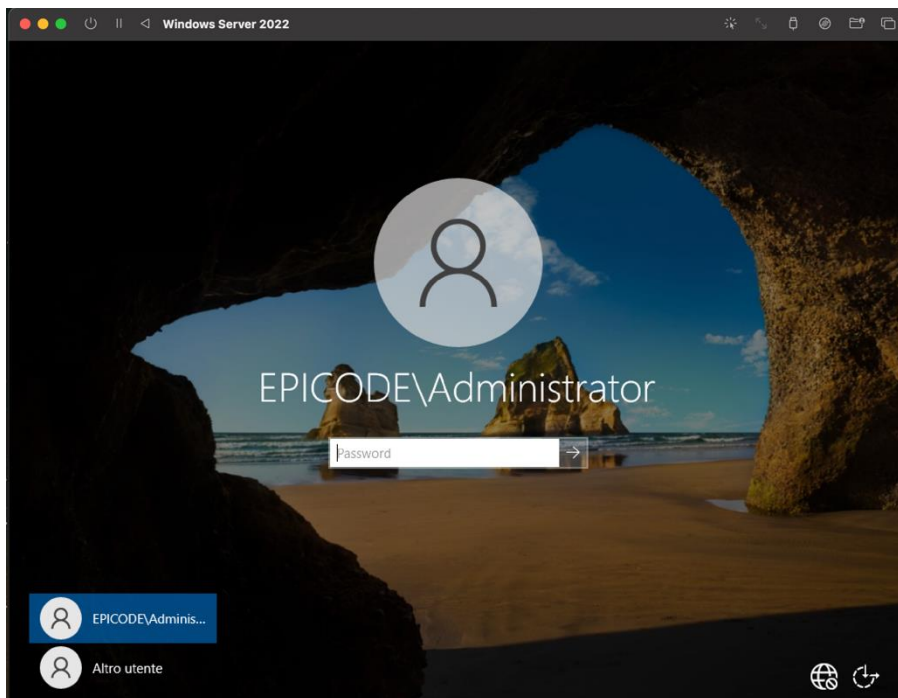 Windows Server 2022
EPICODE\Administrator
Password
EPICODE\Adminis...
Altro utente